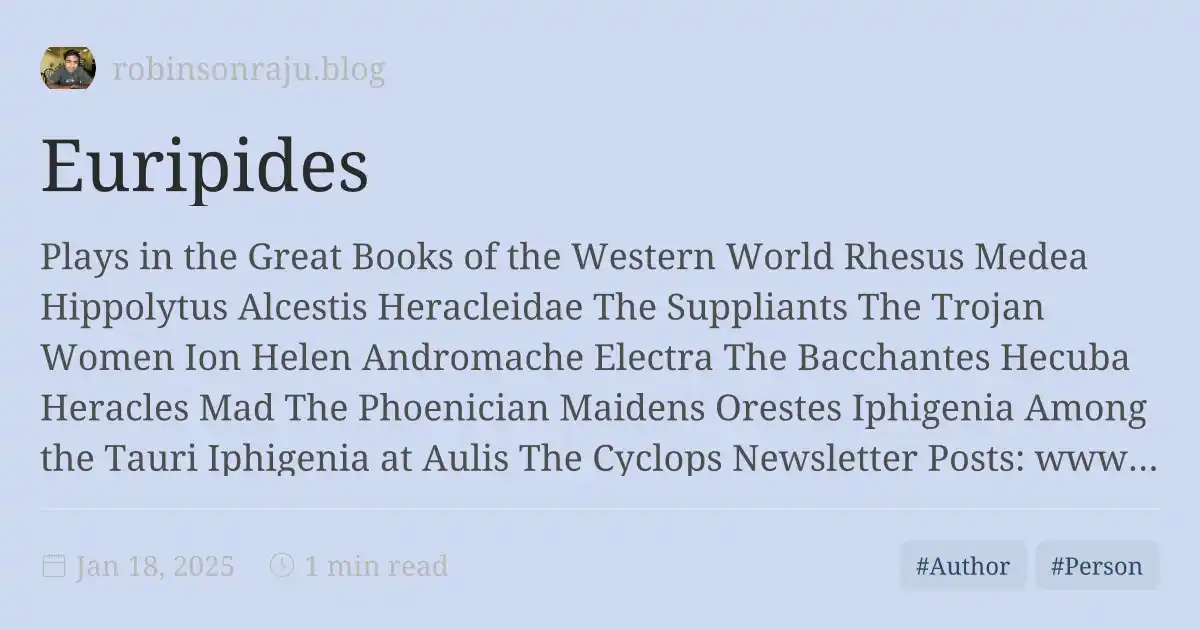 robinsonraju.blog
Euripides
Plays in the Great Books of the Western World Rhesus Medea
Hippolytus Alcestis Heracleidae The Suppliants The Trojan
Women Ion Helen Andromache Electra The Bacchantes Hecuba
Heracles Mad The Phoenician Maidens Orestes Iphigenia Among
the Tauri Iphigenia at Aulis The Cyclops Newsletter Posts: www...
Jan 18, 2025 1 min read #Author #Person